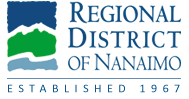 REGIONAL
DISTRICT
OF NANAIMO
ESTABLISHED 1967